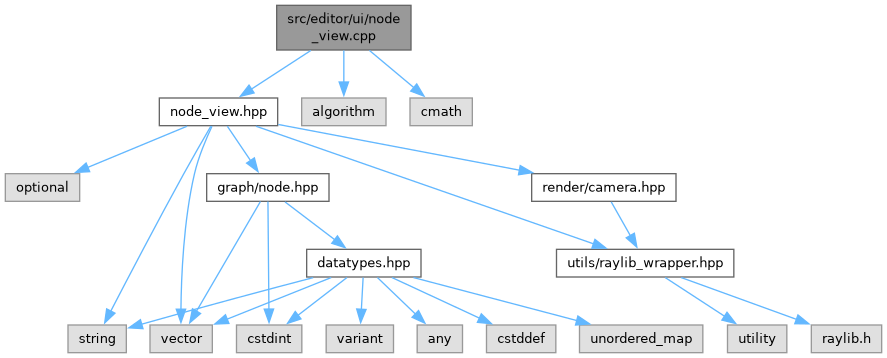 src/editor/ui/node
_view.cpp
node_view.hpp
algorithm
cmath
optional
graph/node.hpp
render/camera.hpp
datatypes.hpp
utils/raylib_wrapper.hpp
string
vector
cstdint
variant
any
cstddef
unordered_map
utility
raylib.h